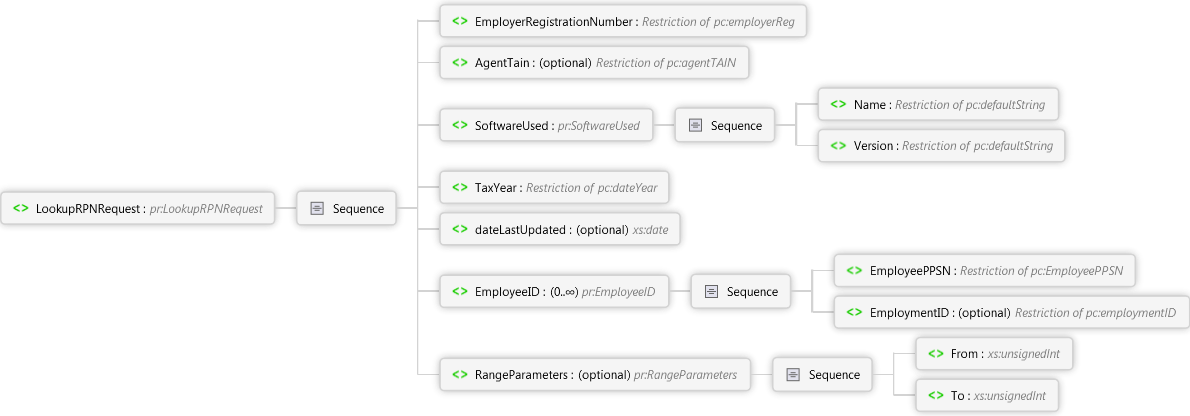 <> EmployerRegistrationNumber : Restriction of pc:employerReg
<> AgentTain : (optional) Restriction of pc:agentTAIN
<> SoftwareUsed : pr:SoftwareUsed
Sequence
<> Name : Restriction of pc:defaultString
<> Version : Restriction of pc:defaultString
<> TaxYear : Restriction of pc:dateYear
<> LookupRPNRequest : pr:LookupRPNRequest
Sequence
<> dateLastUpdated : (optional) xs:date
<> EmployeeID : (0..∞) pr:EmployeeID
Sequence
<> EmployeePPSN : Restriction of pc:EmployeePPSN
<> EmploymentID : (optional) Restriction of pc:employmentID
<> RangeParameters : (optional) pr:RangeParameters
Sequence
<> From : xs:unsignedInt
<> To : xs:unsignedInt